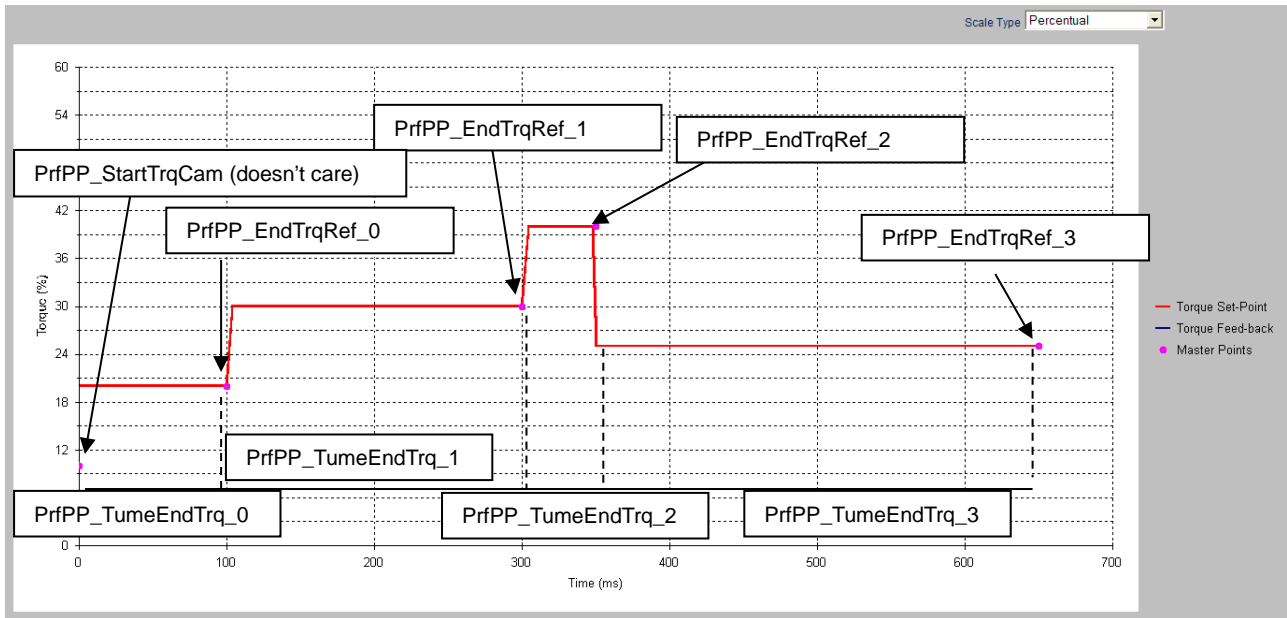 Scale Type Percentual
60
54
42
36
30
24
18
12
0
Torque (%)
PrfPP_EndTrqRef_1
PrfPP_EndTrqRef_2
PrfPP_StartTrqCam (doesn't care)
PrfPP_EndTrqRef_0
PrfPP_EndTrqRef_3
Torque Set-Point
Torque Feed-back
Master Points
PrfPP_TumeEndTrq_1
PrfPP_TumeEndTrq_0
PrfPP_TumeEndTrq_2
PrfPP_TumeEndTrq_3
0 100 200 300 400 500 600 700
Time (ms)